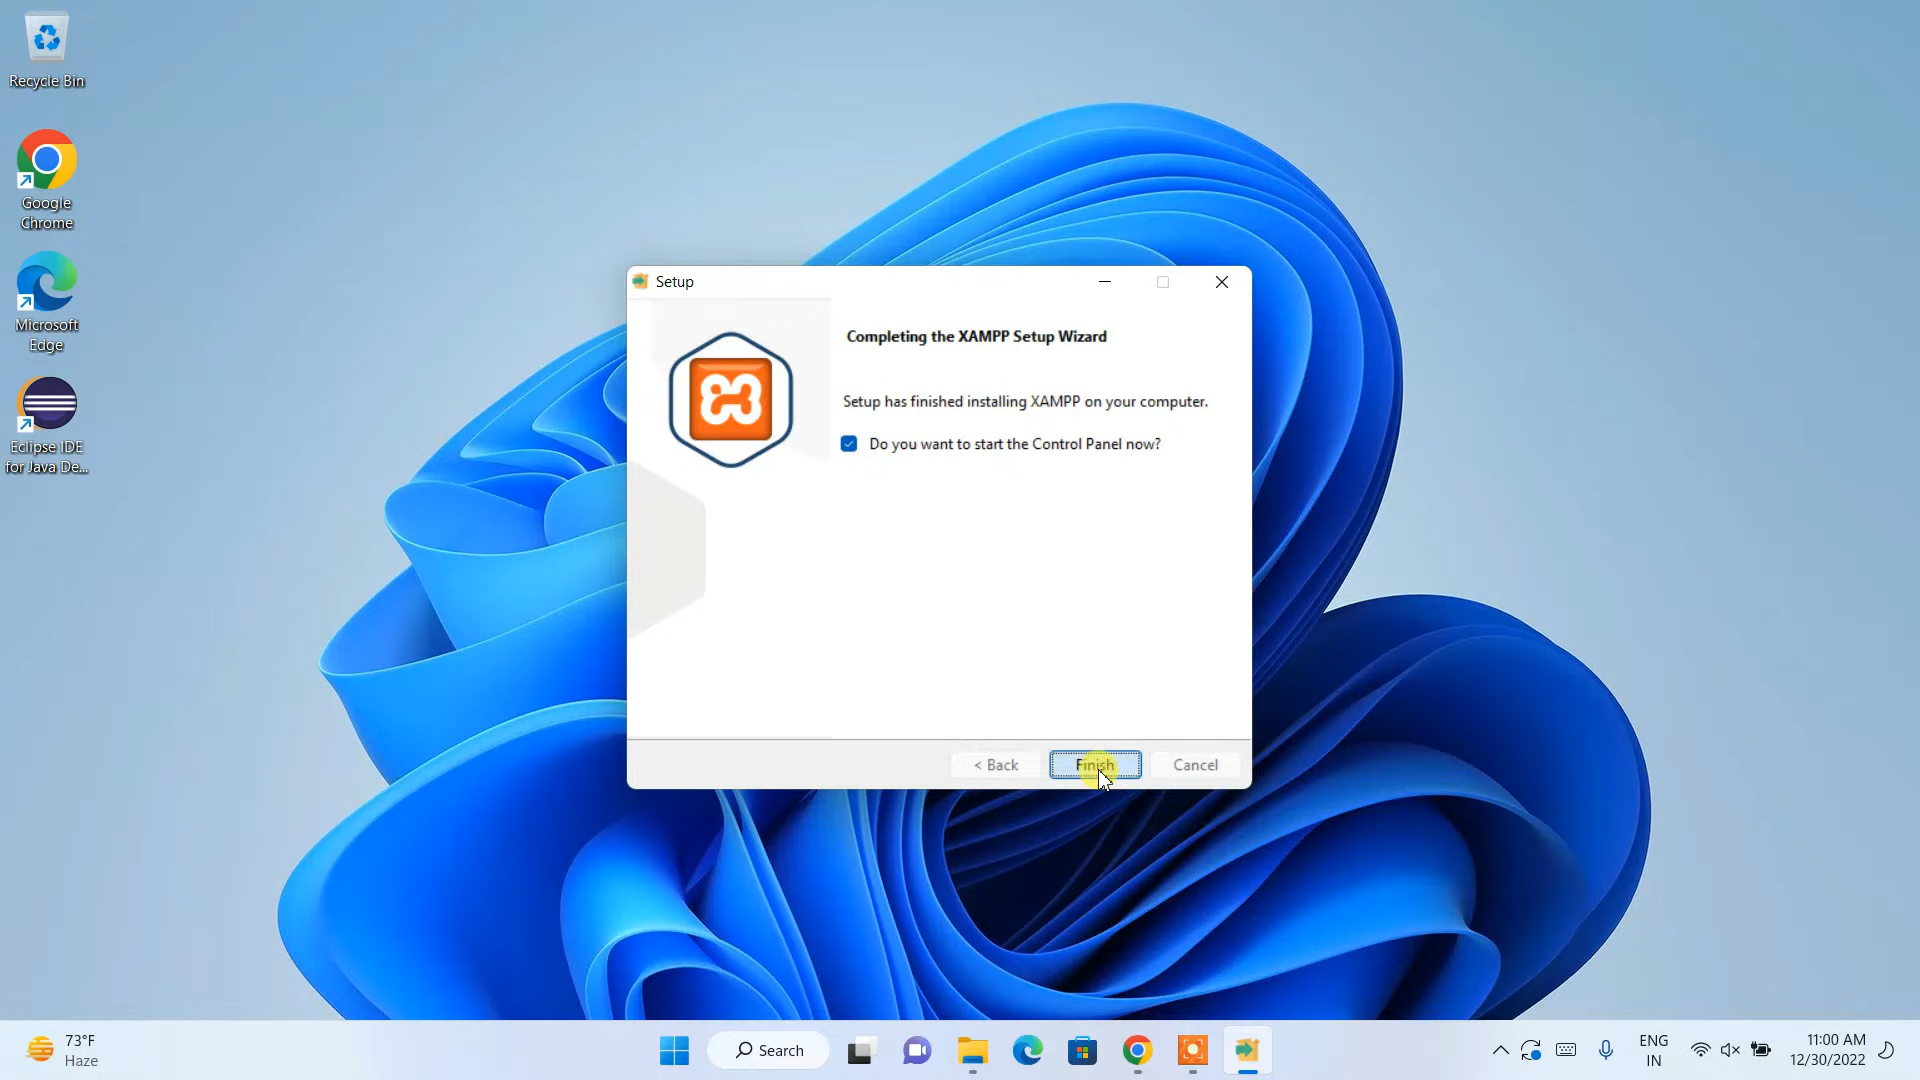 Recycle Bin
Google
Chrome
Microsoft
Edge
Eclipse IDE
for Java De...
Setup
Completing the XAMPP Setup Wizard
Setup has finished installing XAMPP on your computer.
Do you want to start the Control Panel now?
< Back
Finish
Cancel
73°F
Haze
Search
ENG
IN
11:00 AM
12/30/2022